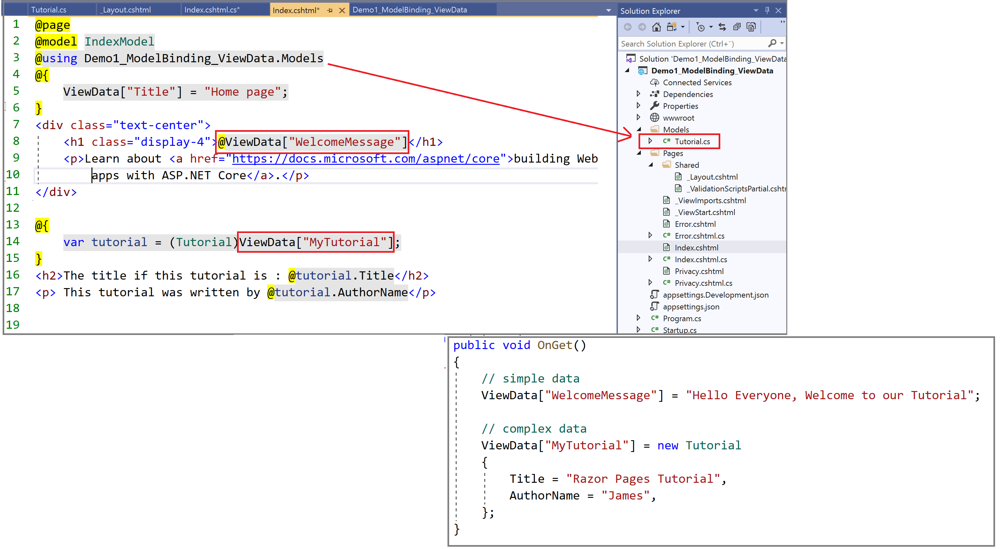 Tutorial.cs _Layout.cshtml Index.cshtml.cs* Index.cshtml* Demo1_ModelBinding_ViewData
1 @page
2 @model IndexModel
3 @using Demo1_ModelBinding_ViewData.Models
4 @{
5 ViewData["Title"] = "Home page";
6 }
7 <div class="text-center">
8 <h1 class="display-4">@ViewData["WelcomeMessage"]</h1>
9 <p>Learn about <a href="https://docs.microsoft.com/aspnet/core">building Web
10 apps with ASP.NET Core</a>.</p>
11 </div>
12
13 @{
14 var tutorial = (Tutorial)ViewData["MyTutorial"];
15 }
16 <h2>The title if this tutorial is : @tutorial.Title</h2>
17 <p> This tutorial was written by @tutorial.AuthorName</p>
18
19
Solution Explorer
Search Solution Explorer (Ctrl+¨)
Solution 'Demo1_ModelBinding_ViewData
Demo1_ModelBinding_ViewData
Connected Services
Dependencies
Properties
wwwroot
Models
C# Tutorial.cs
Pages
Shared
_Layout.cshtml
_ValidationScriptsPartial.cshtm
_ViewImports.cshtml
_ViewStart.cshtml
Error.cshtml
C# Error.cshtml.cs
Index.cshtml
C# Index.cshtml.cs
Privacy.cshtml
C# Privacy.cshtml.cs
appsettings.Development.json
appsettings.json
C# Program.cs
C# Startup.cs
public void OnGet()
{
// simple data
ViewData["WelcomeMessage"] = "Hello Everyone, Welcome to our Tutorial";
// complex data
ViewData["MyTutorial"] = new Tutorial
{
Title = "Razor Pages Tutorial",
AuthorName = "James",
};
}